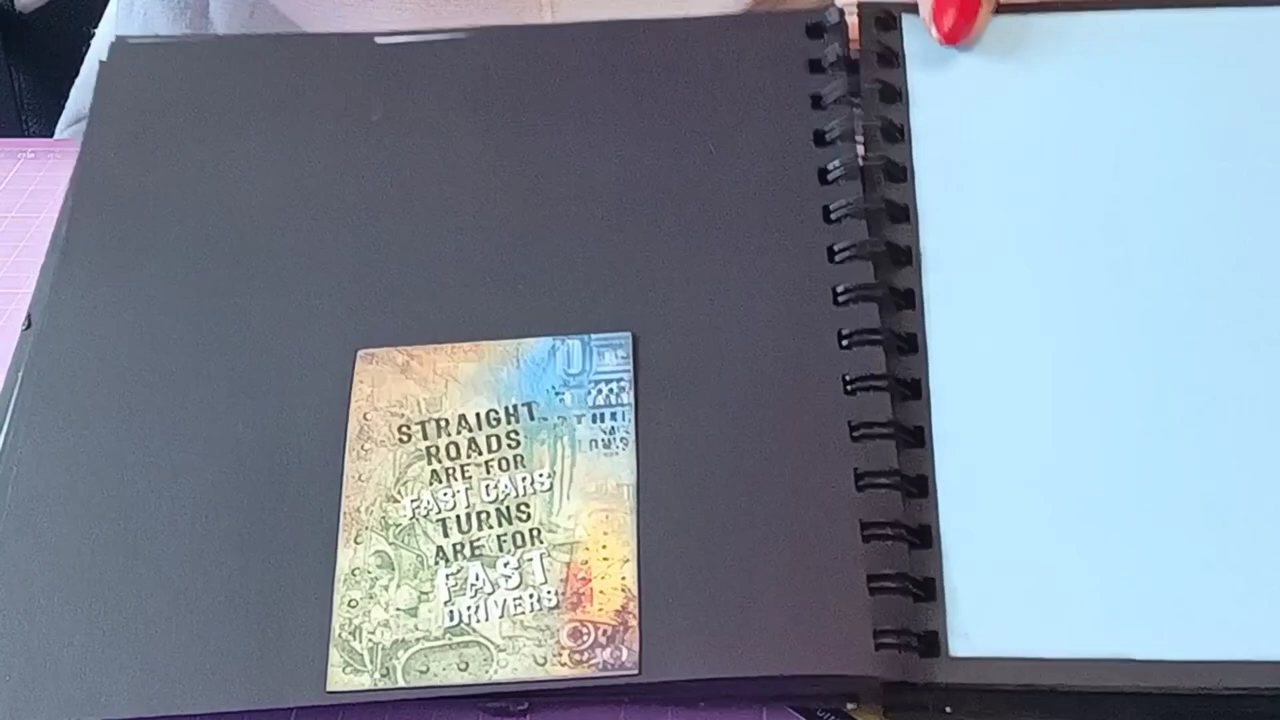 STRAIGHT
ROADS
ARE FOR
FAST CARS
TURNS
ARE FOR
FAST
DRIVERS